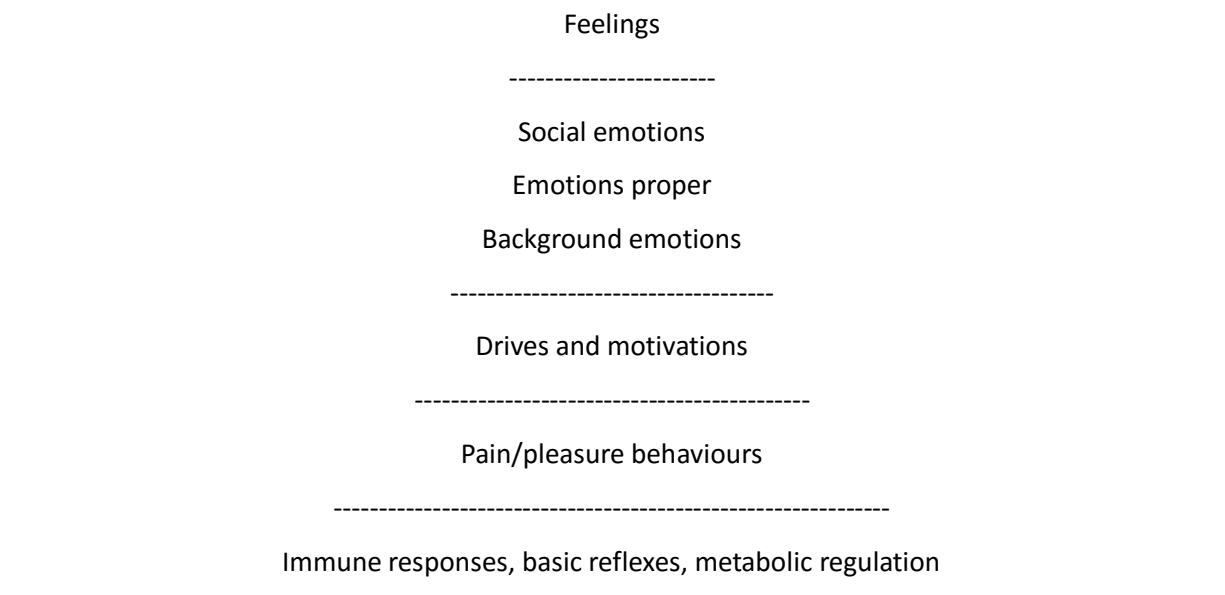 Feelings
-----------------------
Social emotions
Emotions proper
Background emotions
------------------------------------
Drives and motivations
--------------------------------------------
Pain/pleasure behaviours
--------------------------------------------------------------
Immune responses, basic reflexes, metabolic regulation